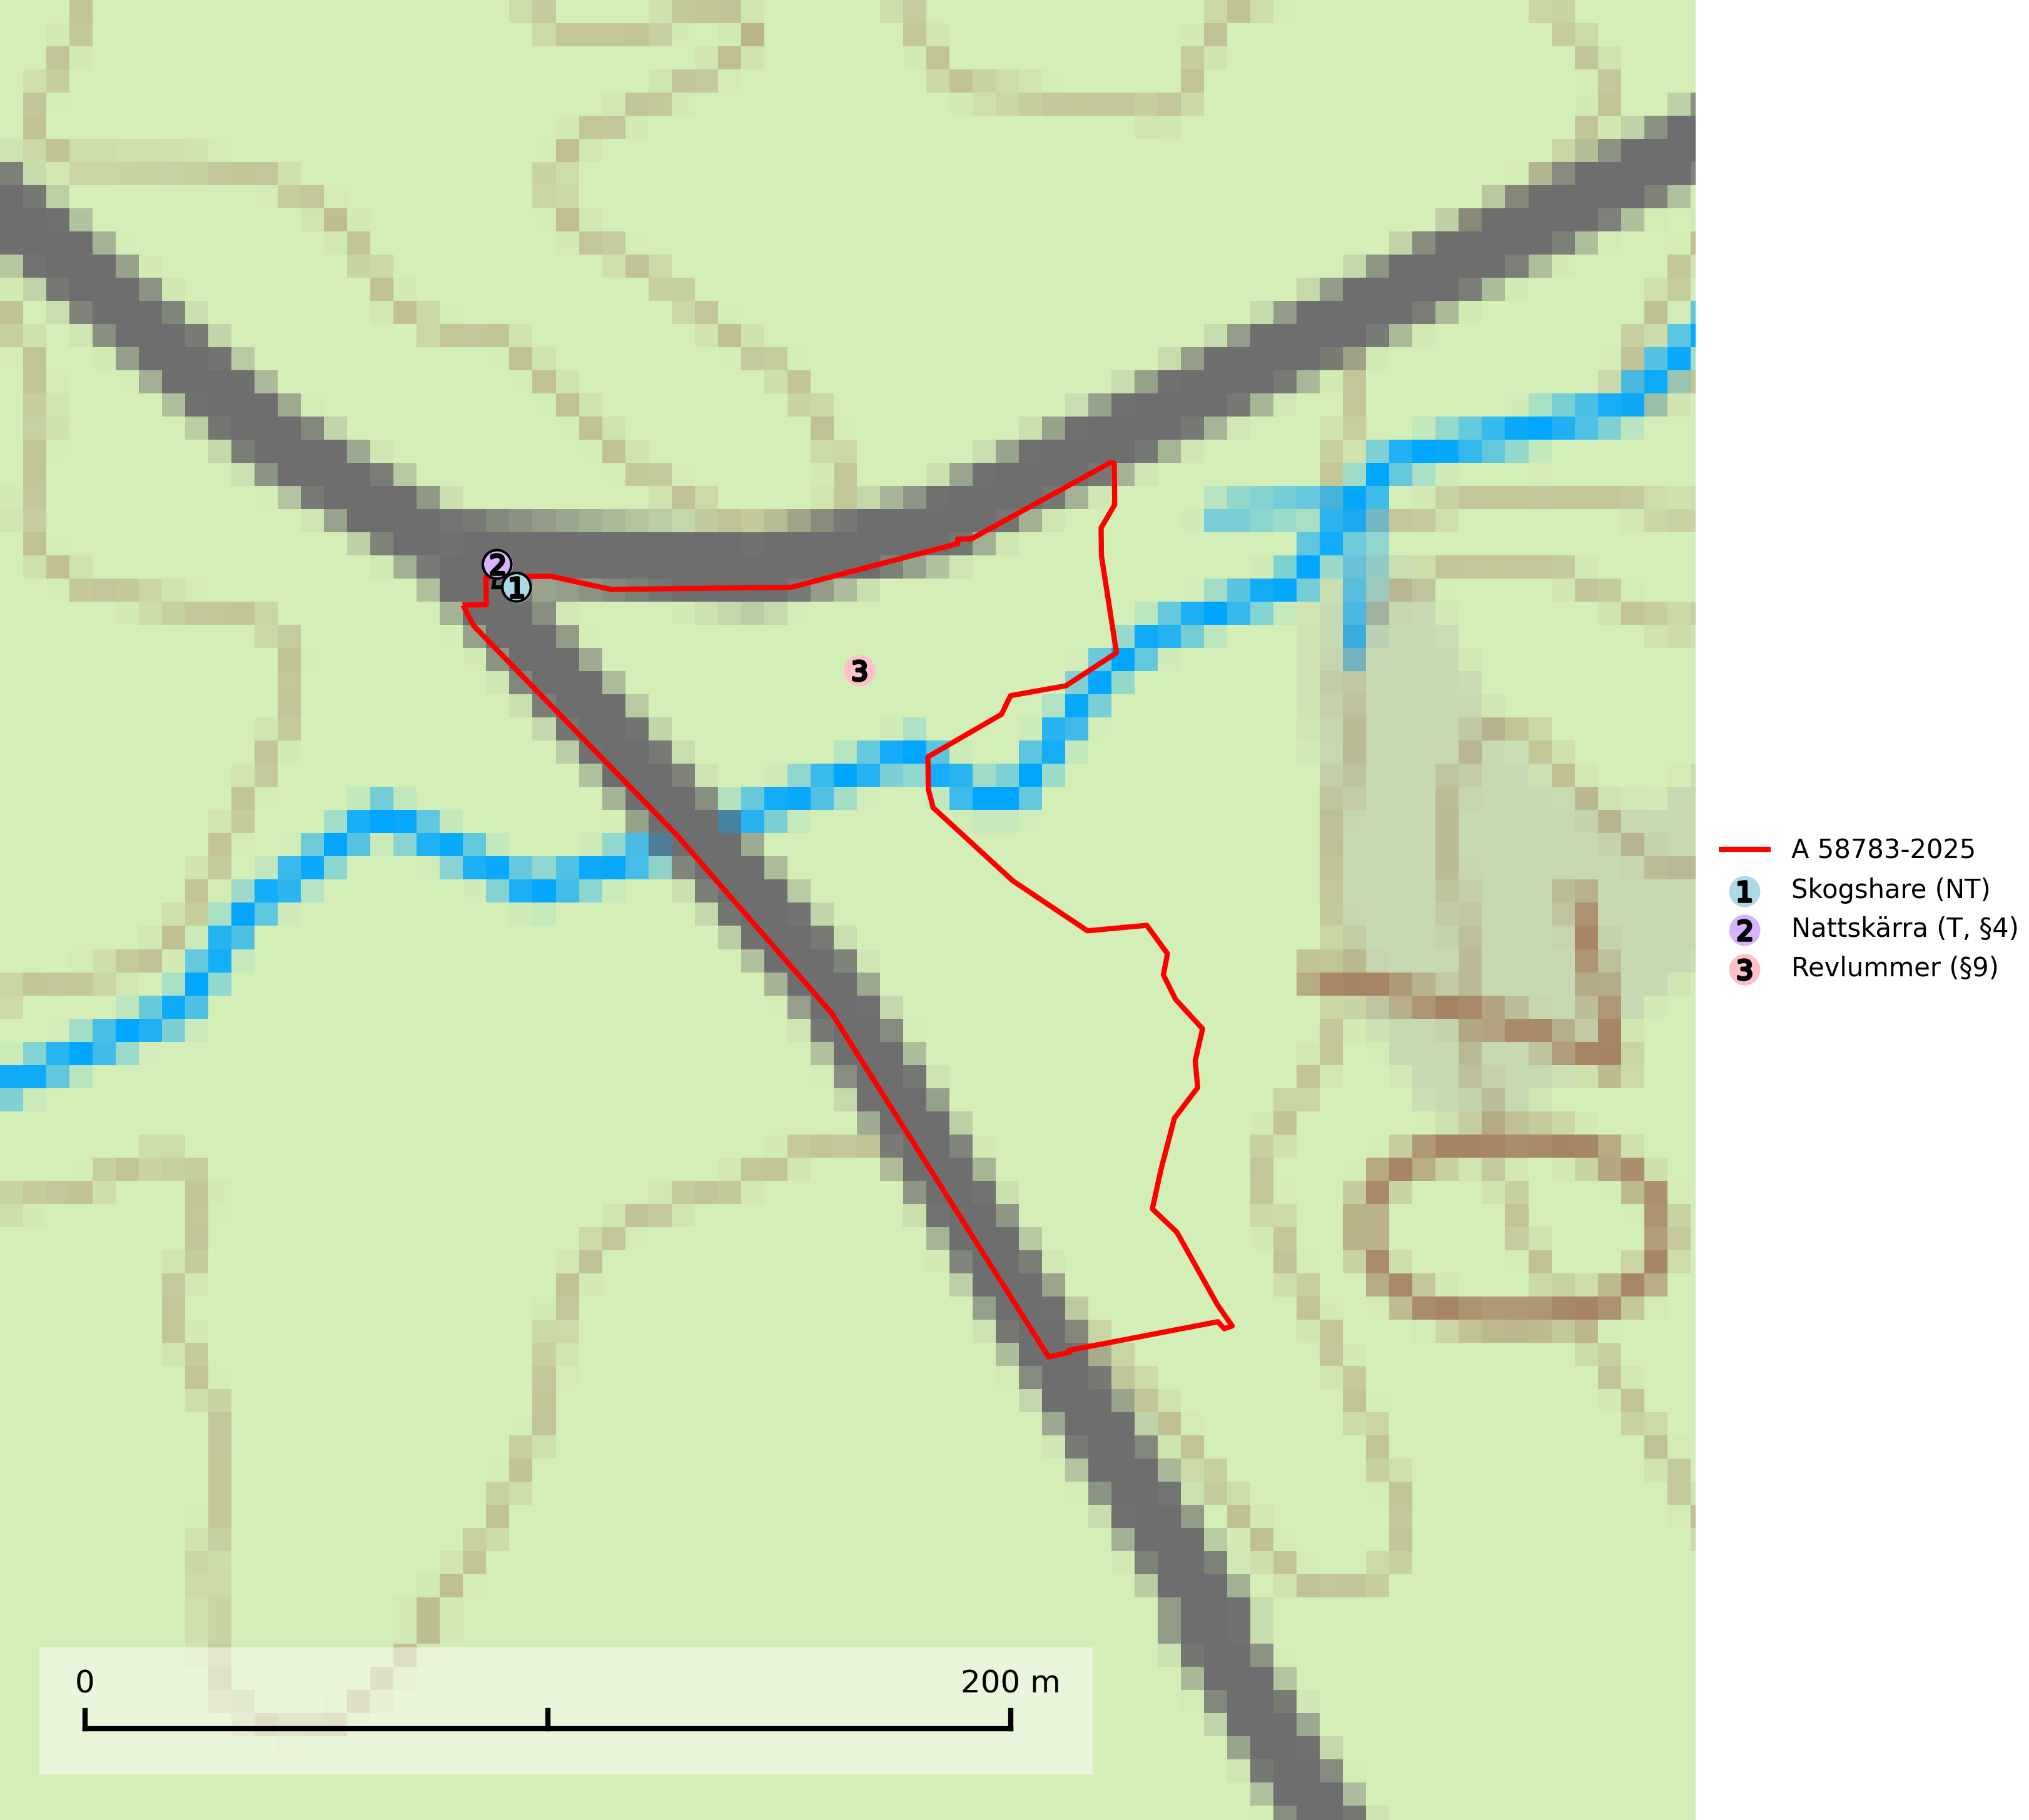 2
1
3
A 58783-2025
1 Skogshare (NT)
2 Nattskärra (T, §4)
3 Revlummer (§9)
0 200 m